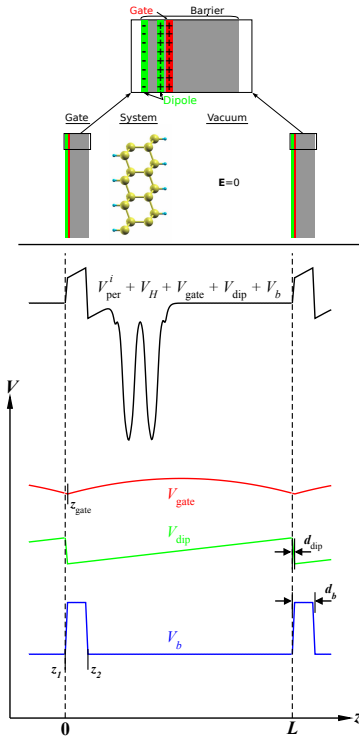 Gate Barrier
- - - - - - -
+ + + + + + +
+ + + + + + +
Dipole
Gate System Vacuum
E=0
V^i_per + V_H + V_gate + V_dip + V_b
V
V_gate
z_gate
V_dip
d_dip
d_b
V_b
z_1 z_2
0 L z